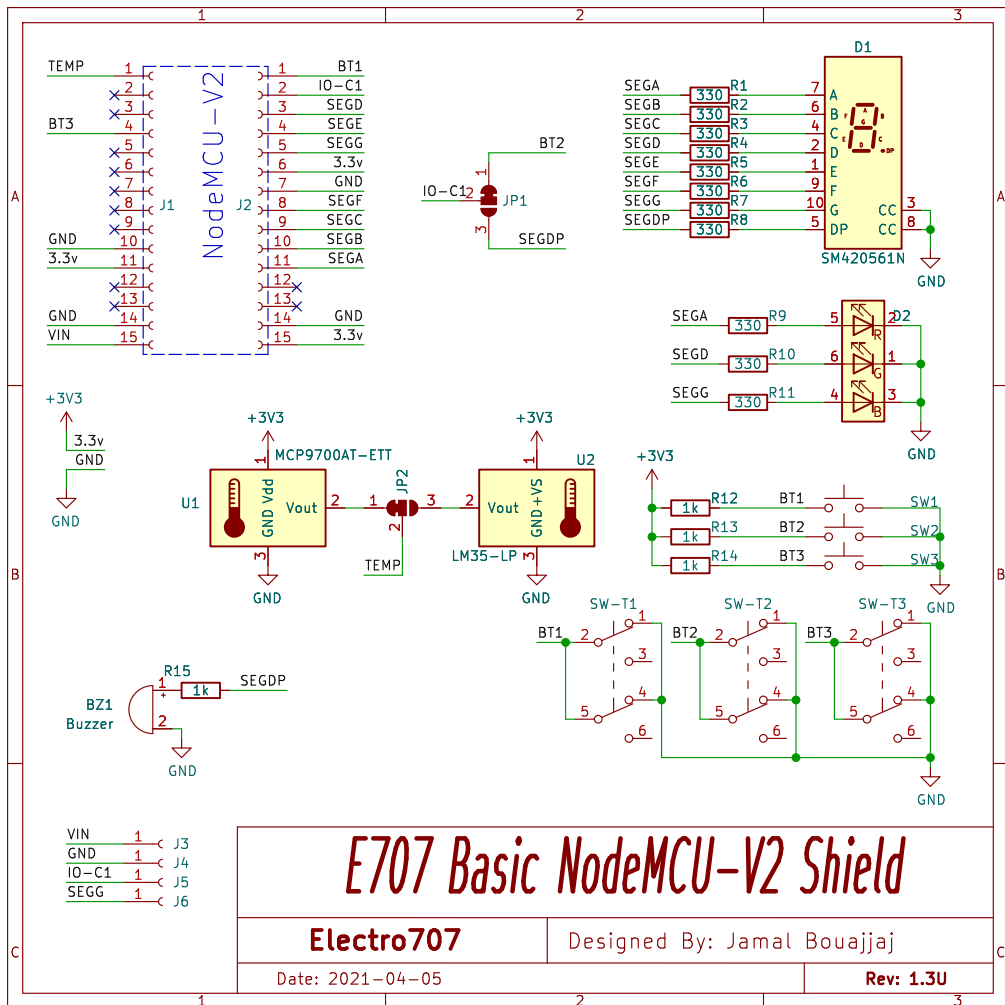 1 2 3
A A
B B
C C
1 2 3
TEMP 1
2
3
BT3 4
5
6
7
8
9
GND 10
3.3v 11
12
13
GND 14
VIN 15
J1
NodeMCU-V2
J2
1 BT1
2 IO-C1
3 SEGD
4 SEGE
5 SEGG
6 3.3v
7 GND
8 SEGF
9 SEGC
10 SEGB
11 SEGA
12
13
14 GND
15 3.3v
BT2
1
IO-C1 2 JP1
3
SEGDP
D1
SEGA 330 R1 7 A
SEGB 330 R2 6 B
SEGC 330 R3 4 C
SEGD 330 R4 2 D
SEGE 330 R5 1 E
SEGF 330 R6 9 F
SEGG 330 R7 10 G CC 3
SEGDP 330 R8 5 DP CC 8
A
F B
G
E C
D DP
SM420561N
GND
SEGA 330 R9 5 R 2 D2
SEGD 330 R10 6 G 1
SEGG 330 R11 4 B 3
GND
+3V3
3.3v
GND
GND
+3V3
1
MCP9700AT-ETT
U1
Vdd
GND
Vout 2
3
GND
JP2
1 3
2
TEMP
+3V3
1
U2
2 Vout
+VS
GND
LM35-LP
3
GND
+3V3
R12 1k BT1 SW1
R13 1k BT2 SW2
R14 1k BT3 SW3
GND
SW-T1 SW-T2 SW-T3
BT1 2 1 3 5 4 6
BT2 2 1 3 5 4 6
BT3 2 1 3 5 4 6
GND
R15
BZ1
Buzzer
1 1k SEGDP
+
2
GND
VIN 1 J3
GND 1 J4
IO-C1 1 J5
SEGG 1 J6
E707 Basic NodeMCU-V2 Shield
Electro707
Designed By: Jamal Bouajjaj
Date: 2021-04-05
Rev: 1.3U